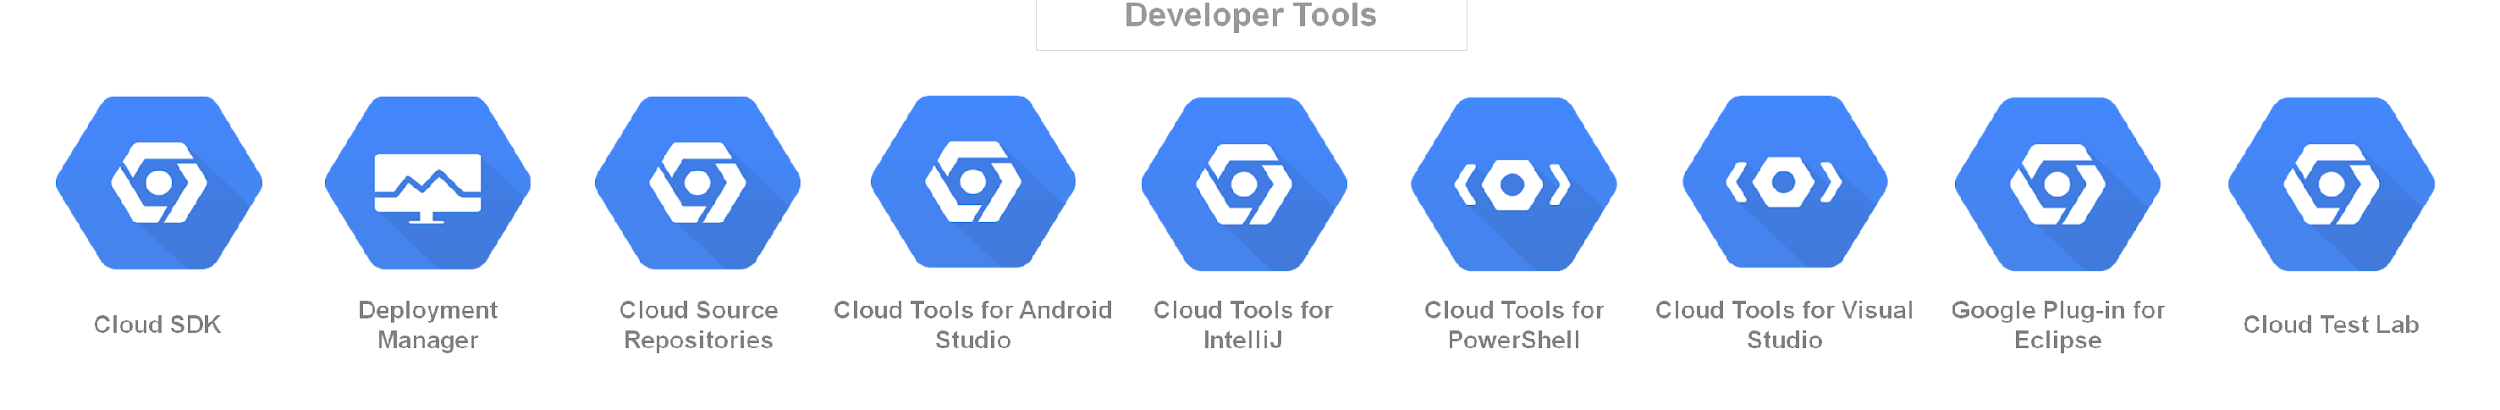 Developer Tools
Cloud SDK
Deployment
Manager
Cloud Source
Repositories
Cloud Tools for Android
Studio
Cloud Tools for
IntelliJ
Cloud Tools for
PowerShell
Cloud Tools for Visual
Studio
Google Plug-in for
Eclipse
Cloud Test Lab